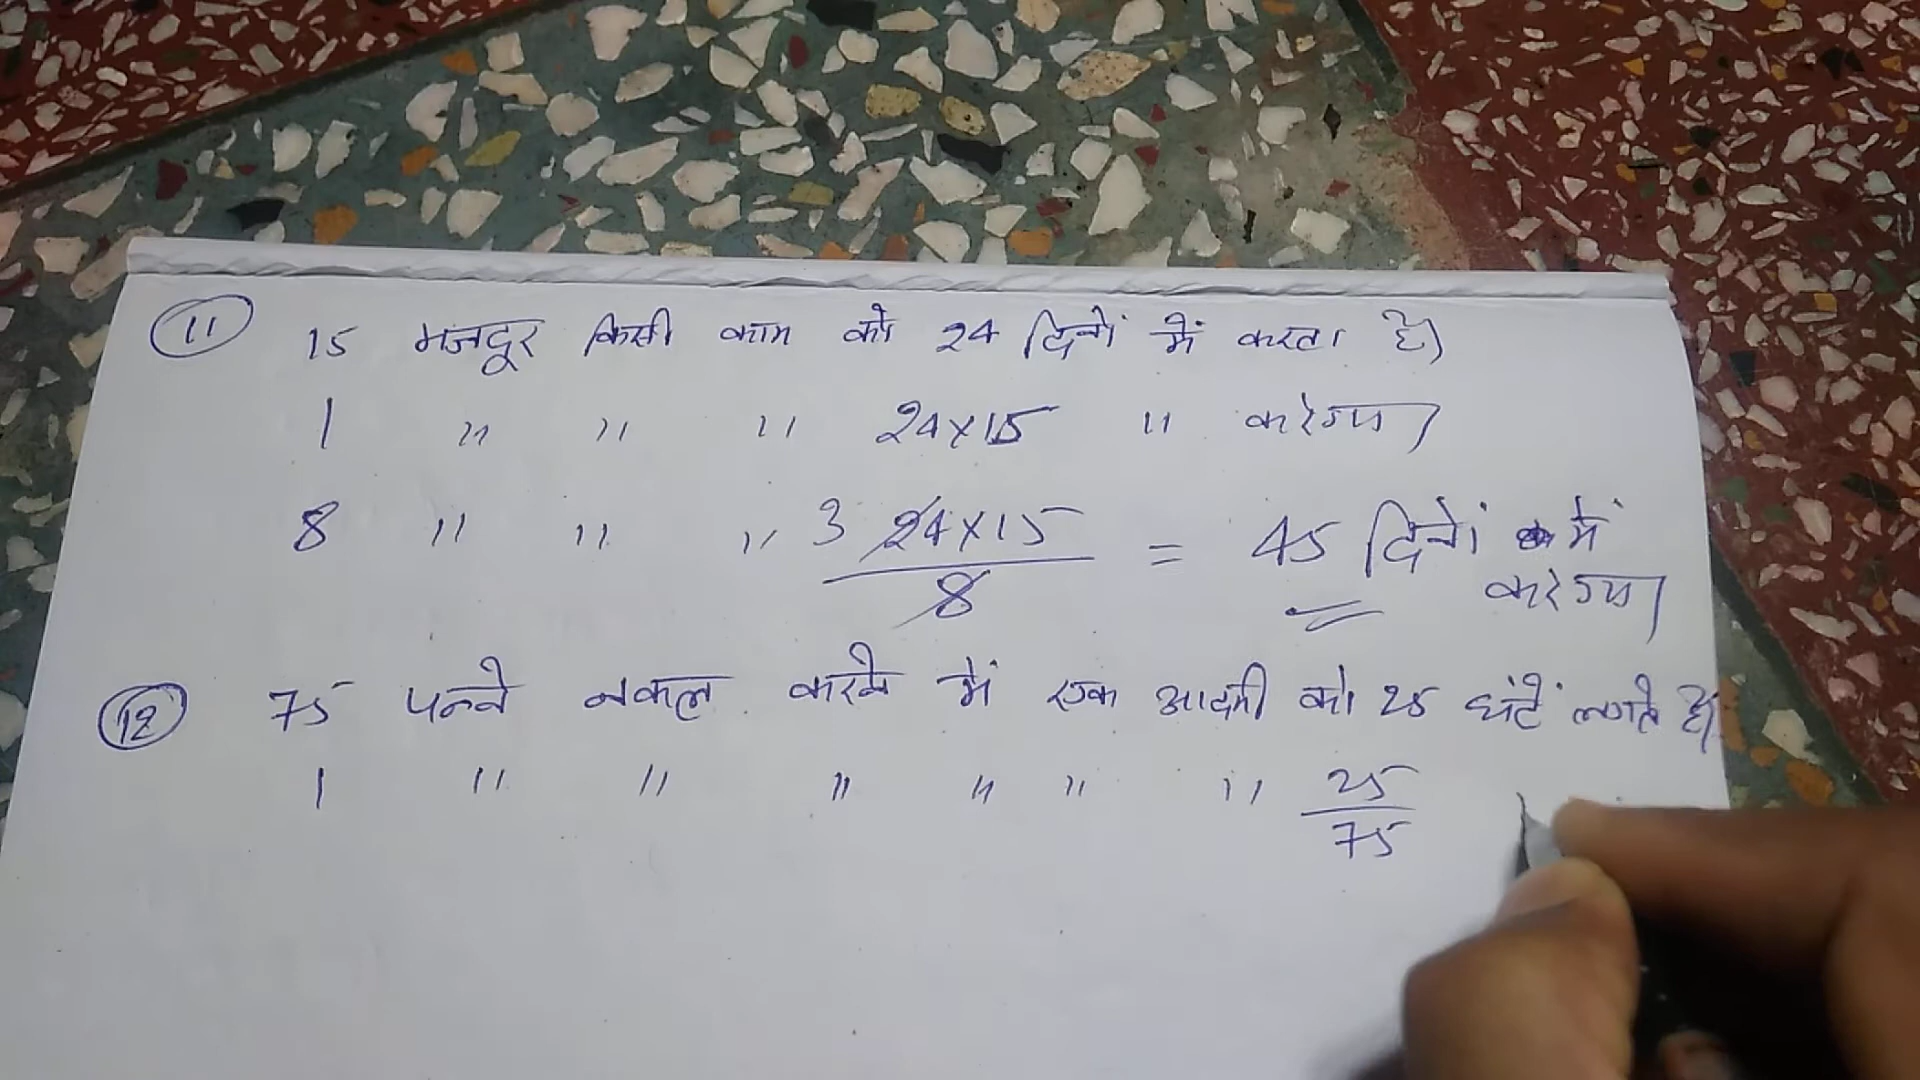 11 15 मजदूर किसी काम को 24 दिनों में करता है।
1 " " " 24×15 " करेगा
8 " " " 3 24×15 / 8 = 45 दिनों में
करेगा
12 75 पन्ने नकल करने में एक आदमी को 25 घंटें लगते है।
1 " " " " " " 25/75